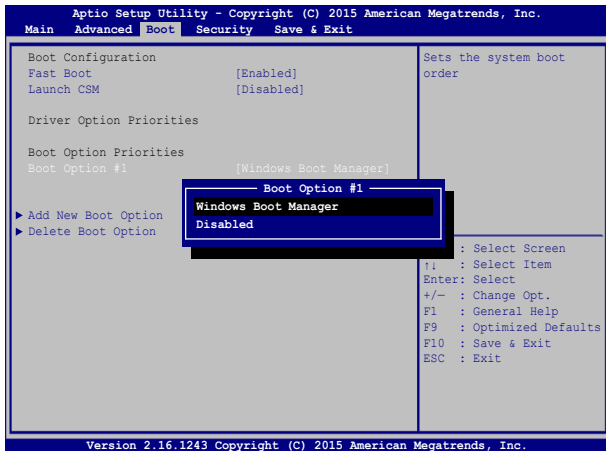 Aptio Setup Utility - Copyright (C) 2015 American Megatrends, Inc.
Main Advanced Boot Security Save & Exit
Boot Configuration
Fast Boot [Enabled]
Launch CSM [Disabled]
Driver Option Priorities
Boot Option Priorities
Boot Option #1 [Windows Boot Manager]
Add New Boot Option
Delete Boot Option
Boot Option #1
Windows Boot Manager
Disabled
Sets the system boot
order
: Select Screen
↑↓ : Select Item
Enter: Select
+/— : Change Opt.
F1 : General Help
F9 : Optimized Defaults
F10 : Save & Exit
ESC : Exit
Version 2.16.1243 Copyright (C) 2015 American Megatrends, Inc.